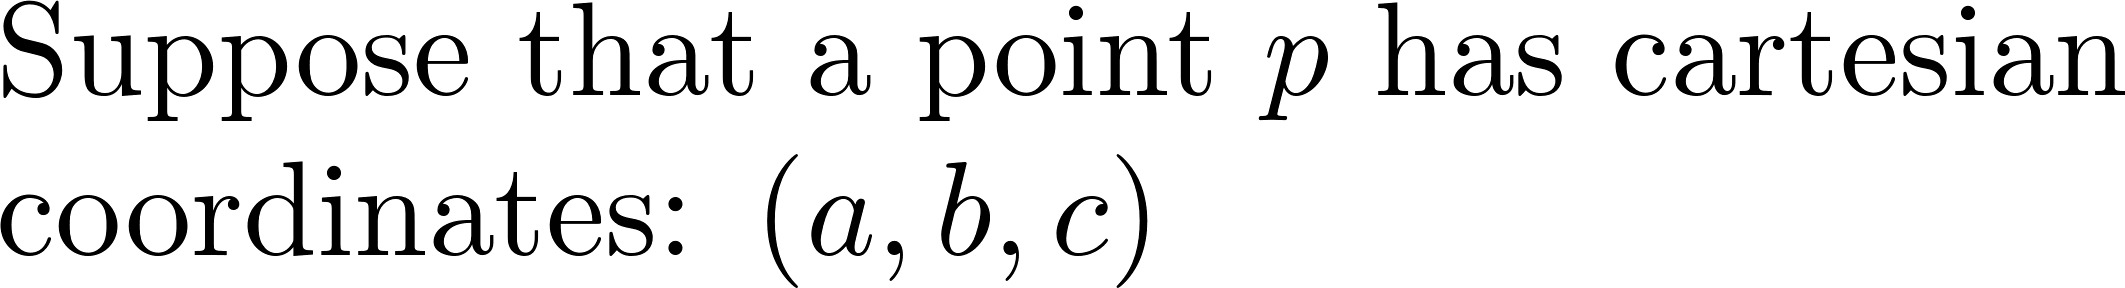 Suppose that a point p has cartesian
coordinates: (a, b, c)